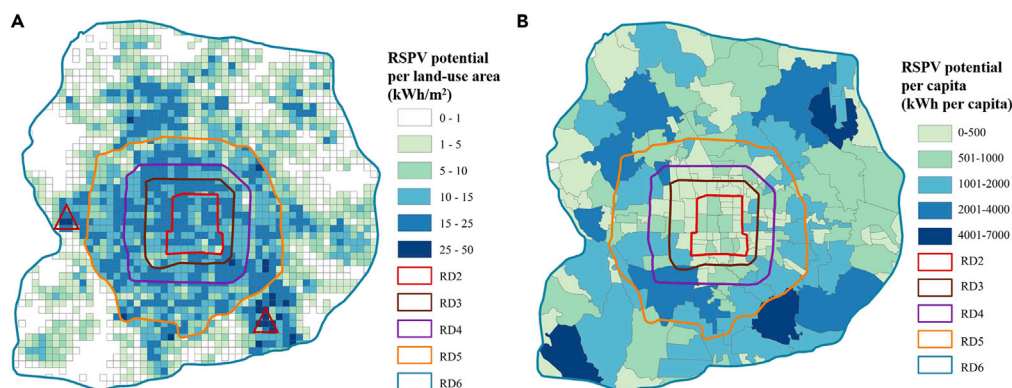 A
RSPV potential
per land-use area
(kWh/m²)
0 - 1
1 - 5
5 - 10
10 - 15
15 - 25
25 - 50
RD2
RD3
RD4
RD5
RD6
B
RSPV potential
per capita
(kWh per capita)
0-500
501-1000
1001-2000
2001-4000
4001-7000
RD2
RD3
RD4
RD5
RD6